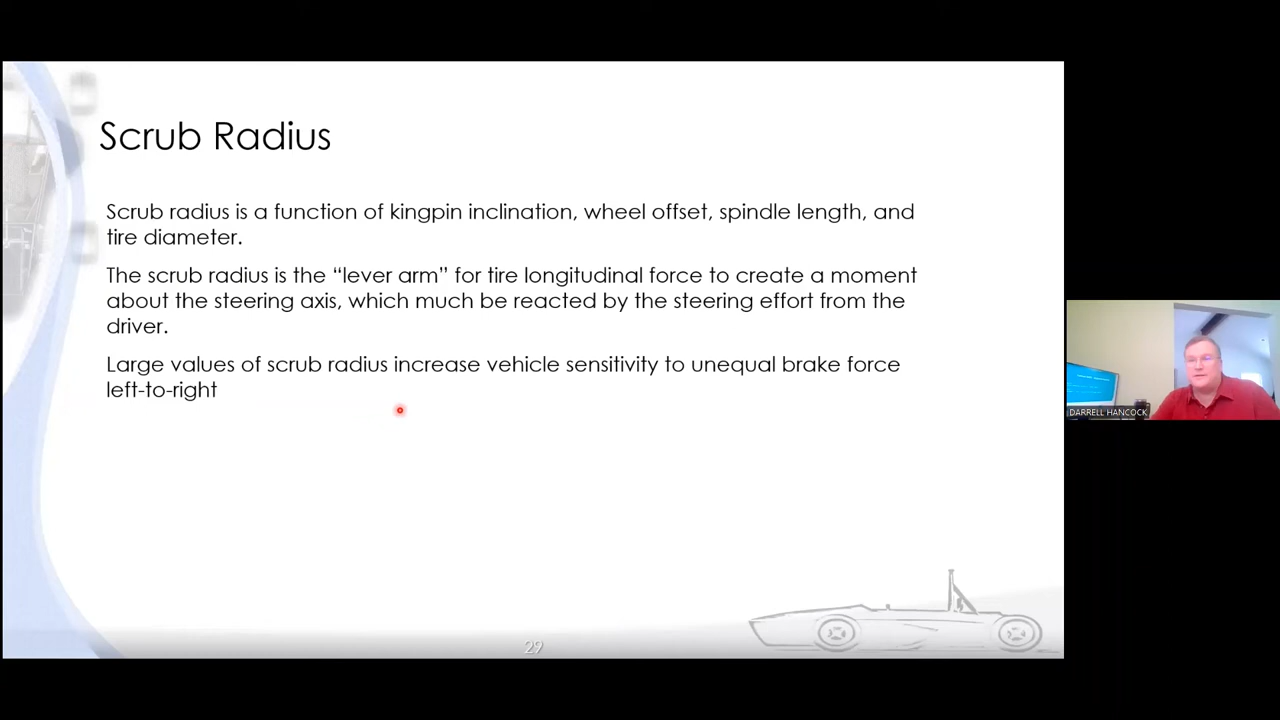 Scrub Radius
Scrub radius is a function of kingpin inclination, wheel offset, spindle length, and
tire diameter.
The scrub radius is the “lever arm” for tire longitudinal force to create a moment
about the steering axis, which much be reacted by the steering effort from the
driver.
Large values of scrub radius increase vehicle sensitivity to unequal brake force
left-to-right
DARRELL HANCOCK
29